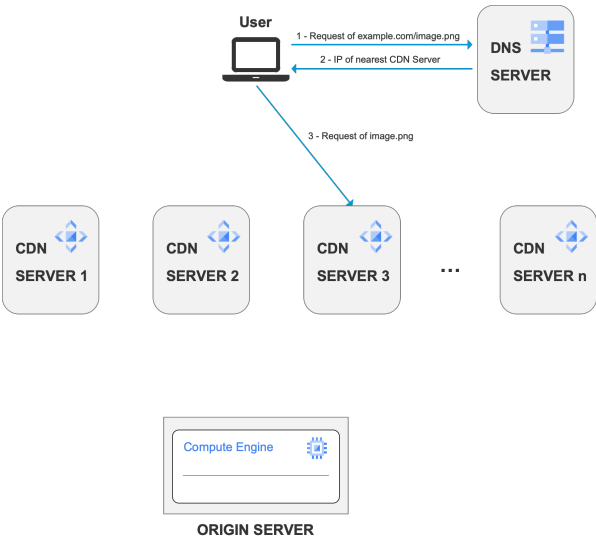 User
1 - Request of example.com/image.png
DNS
SERVER
2 - IP of nearest CDN Server
3 - Request of image.png
CDN
SERVER 1
CDN
SERVER 2
CDN
SERVER 3
...
CDN
SERVER n
Compute Engine
ORIGIN SERVER